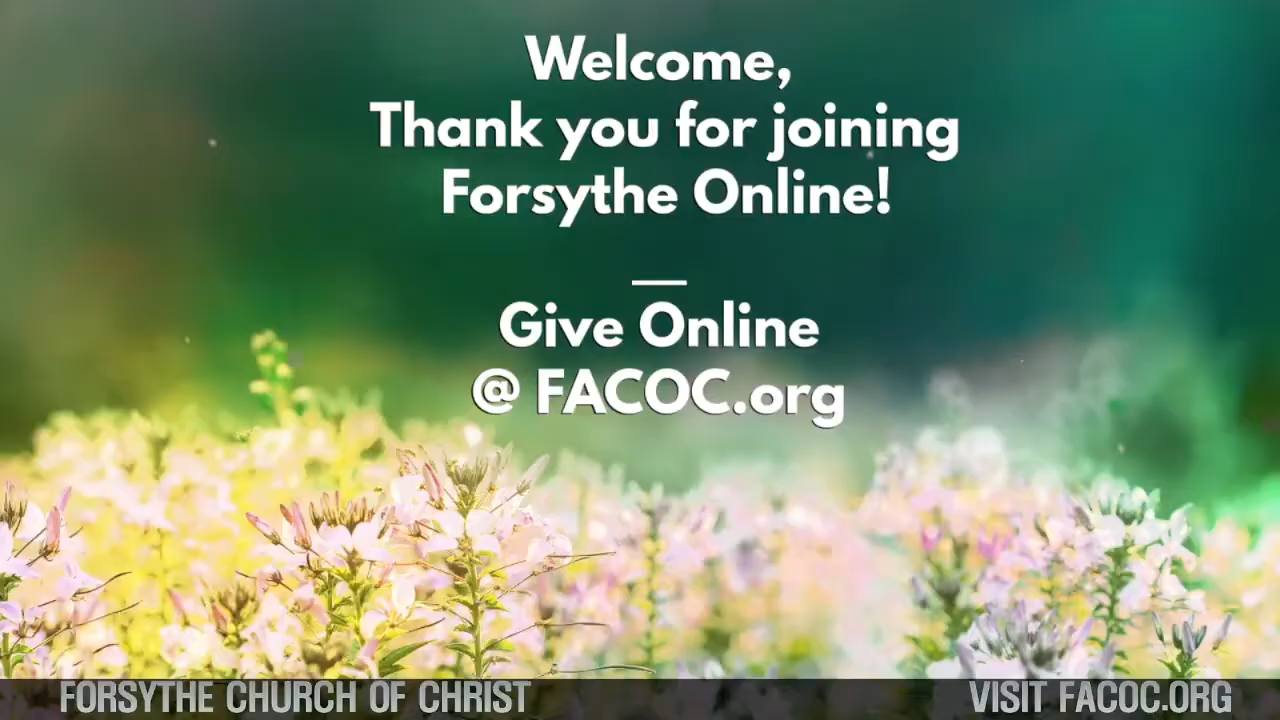 Welcome,
Thank you for joining
Forsythe Online!
Give Online
@ FACOC.org
FORSYTHE CHURCH OF CHRIST
VISIT FACOC.ORG